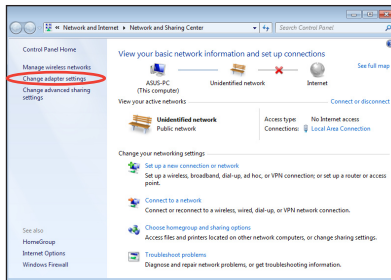 « Network and Internet ▸ Network and Sharing Center
Search Control Panel
Control Panel Home
Manage wireless networks
Change adapter settings
Change advanced sharing
settings
View your basic network information and set up connections
See full map
ASUS-PC
(This computer)
Unidentified network
Internet
View your active networks
Connect or disconnect
Unidentified network
Public network
Access type: No Internet access
Connections: Local Area Connection
Change your networking settings
Set up a new connection or network
Set up a wireless, broadband, dial-up, ad hoc, or VPN connection; or set up a router or access
point.
Connect to a network
Connect or reconnect to a wireless, wired, dial-up, or VPN network connection.
Choose homegroup and sharing options
Access files and printers located on other network computers, or change sharing settings.
Troubleshoot problems
Diagnose and repair network problems, or get troubleshooting information.
See also
HomeGroup
Internet Options
Windows Firewall